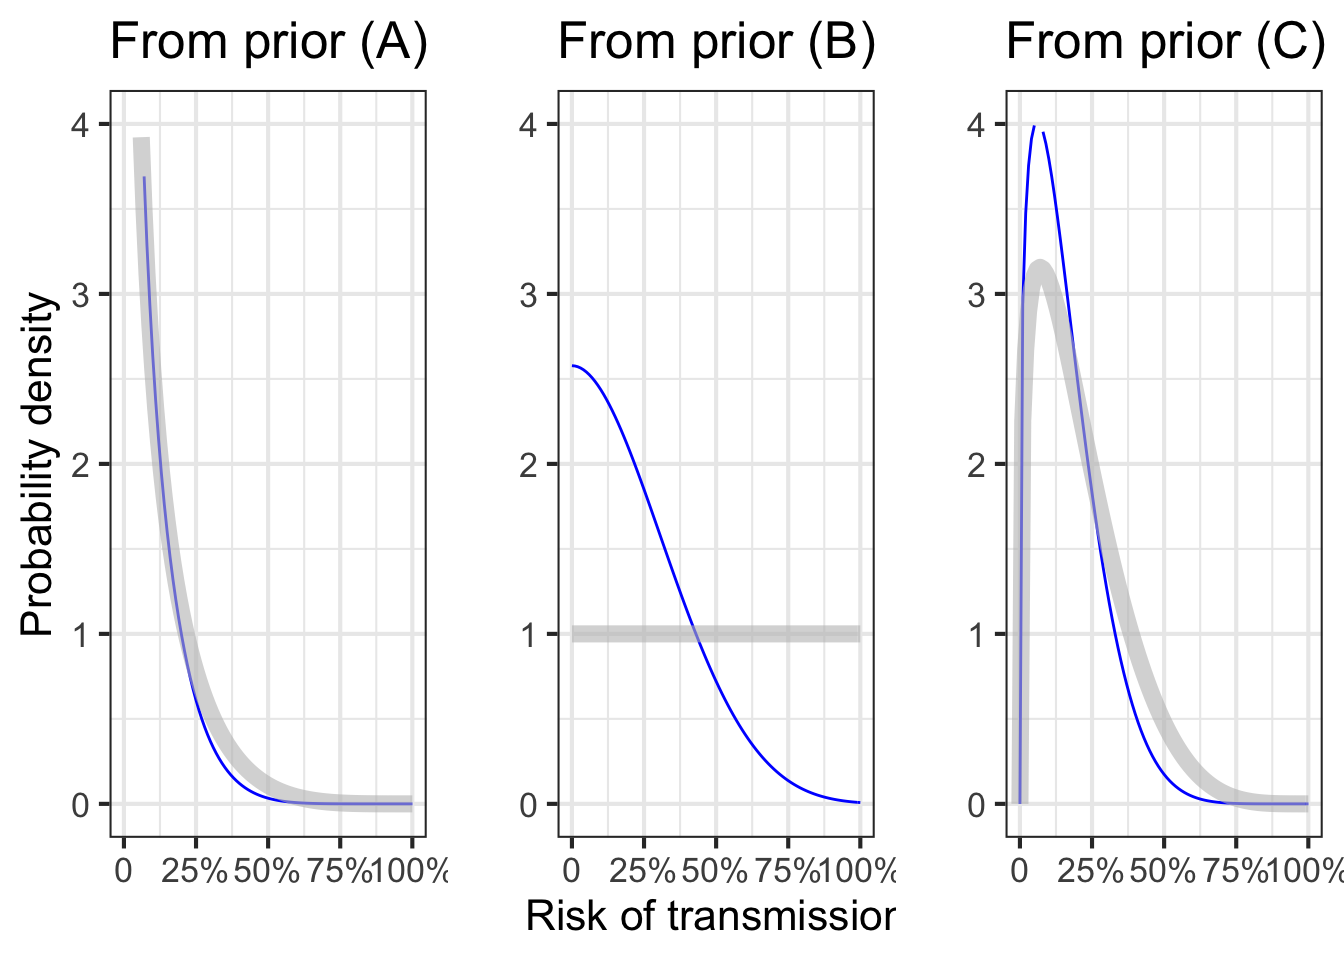 From prior (A) From prior (B) From prior (C)
Probability density
4 4 4
3 3 3
2 2 2
1 1 1
0 0 0
0 25% 50% 75% 100% 0 25% 50% 75% 100% 0 25% 50% 75% 100%
Risk of transmission